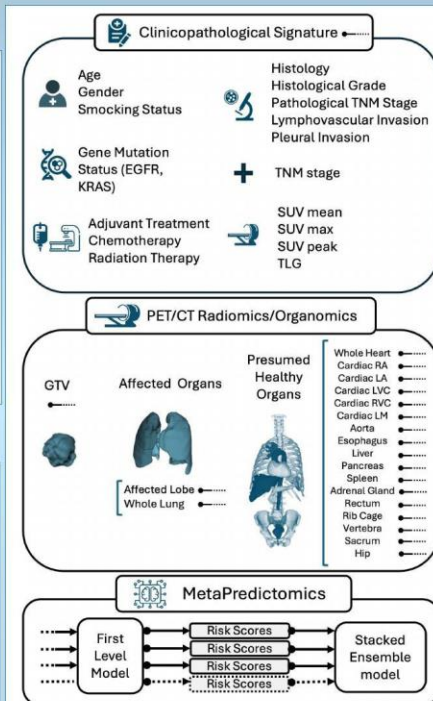 Clinicopathological Signature
Age
Gender
Smocking Status
Histology
Histological Grade
Pathological TNM Stage
Lymphovascular Invasion
Pleural Invasion
Gene Mutation
Status (EGFR,
KRAS)
TNM stage
Adjuvant Treatment
Chemotherapy
Radiation Therapy
SUV mean
SUV max
SUV peak
TLG
PET/CT Radiomics/Organomics
GTV
Affected Organs
Affected Lobe
Whole Lung
Presumed
Healthy
Organs
Whole Heart
Cardiac RA
Cardiac LA
Cardiac LVC
Cardiac RVC
Cardiac LM
Aorta
Esophagus
Liver
Pancreas
Spleen
Adrenal Gland
Rectum
Rib Cage
Vertebra
Sacrum
Hip
MetaPredictomics
First
Level
Model
Risk Scores
Risk Scores
Risk Scores
Risk Scores
Stacked
Ensemble
model